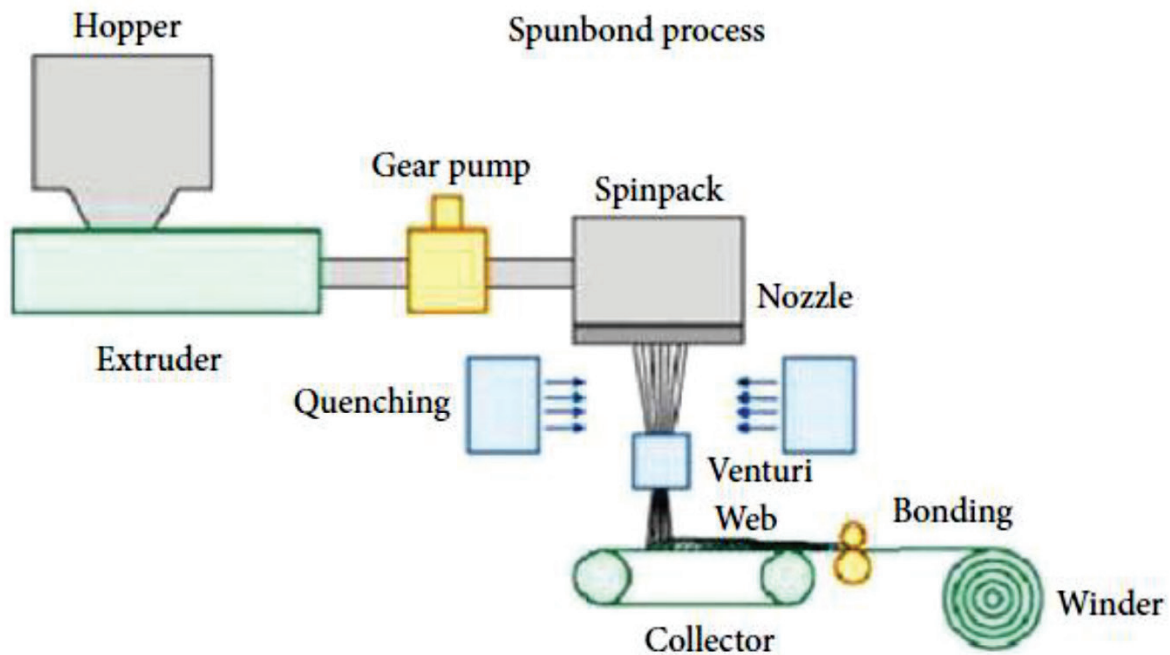 Hopper
Spunbond process
Gear pump
Spinpack
Nozzle
Extruder
Quenching
Venturi
Web
Bonding
Winder
Collector